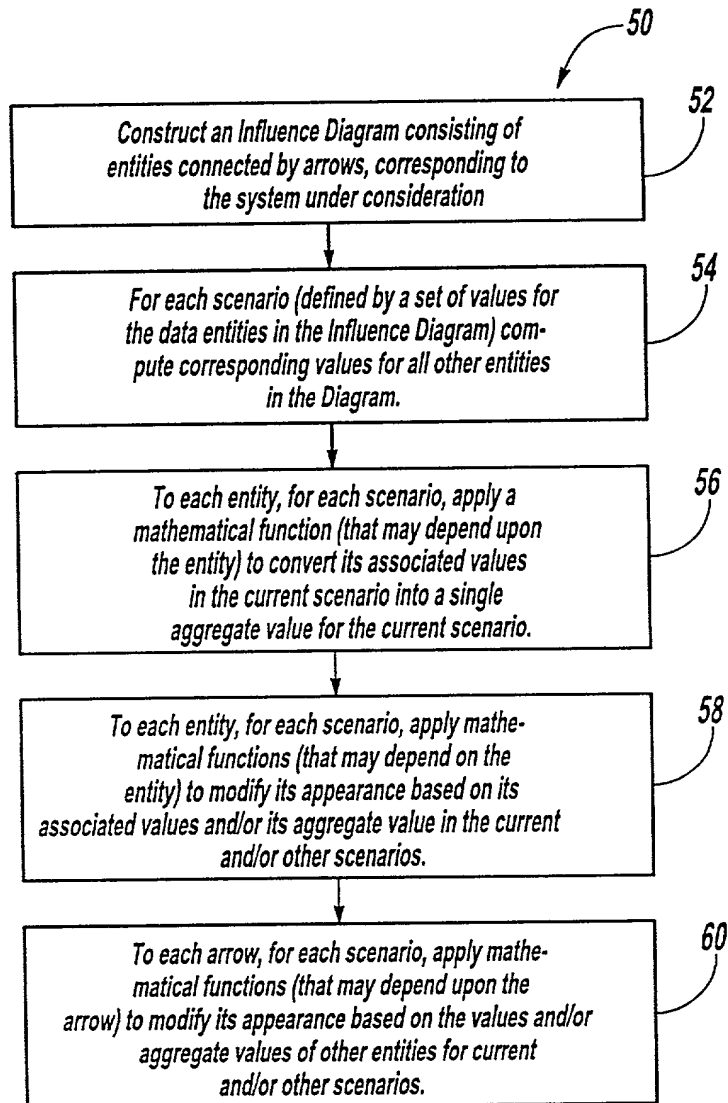 50
52
Construct an Influence Diagram consisting of
entities connected by arrows, corresponding to
the system under consideration
54
For each scenario (defined by a set of values for
the data entities in the Influence Diagram) com-
pute corresponding values for all other entities
in the Diagram.
56
To each entity, for each scenario, apply a
mathematical function (that may depend upon
the entity) to convert its associated values
in the current scenario into a single
aggregate value for the current scenario.
58
To each entity, for each scenario, apply mathe-
matical functions (that may depend on the
entity) to modify its appearance based on its
associated values and/or its aggregate value in the current
and/or other scenarios.
60
To each arrow, for each scenario, apply mathe-
matical functions (that may depend upon the
arrow) to modify its appearance based on the values and/or
aggregate values of other entities for current
and/or other scenarios.